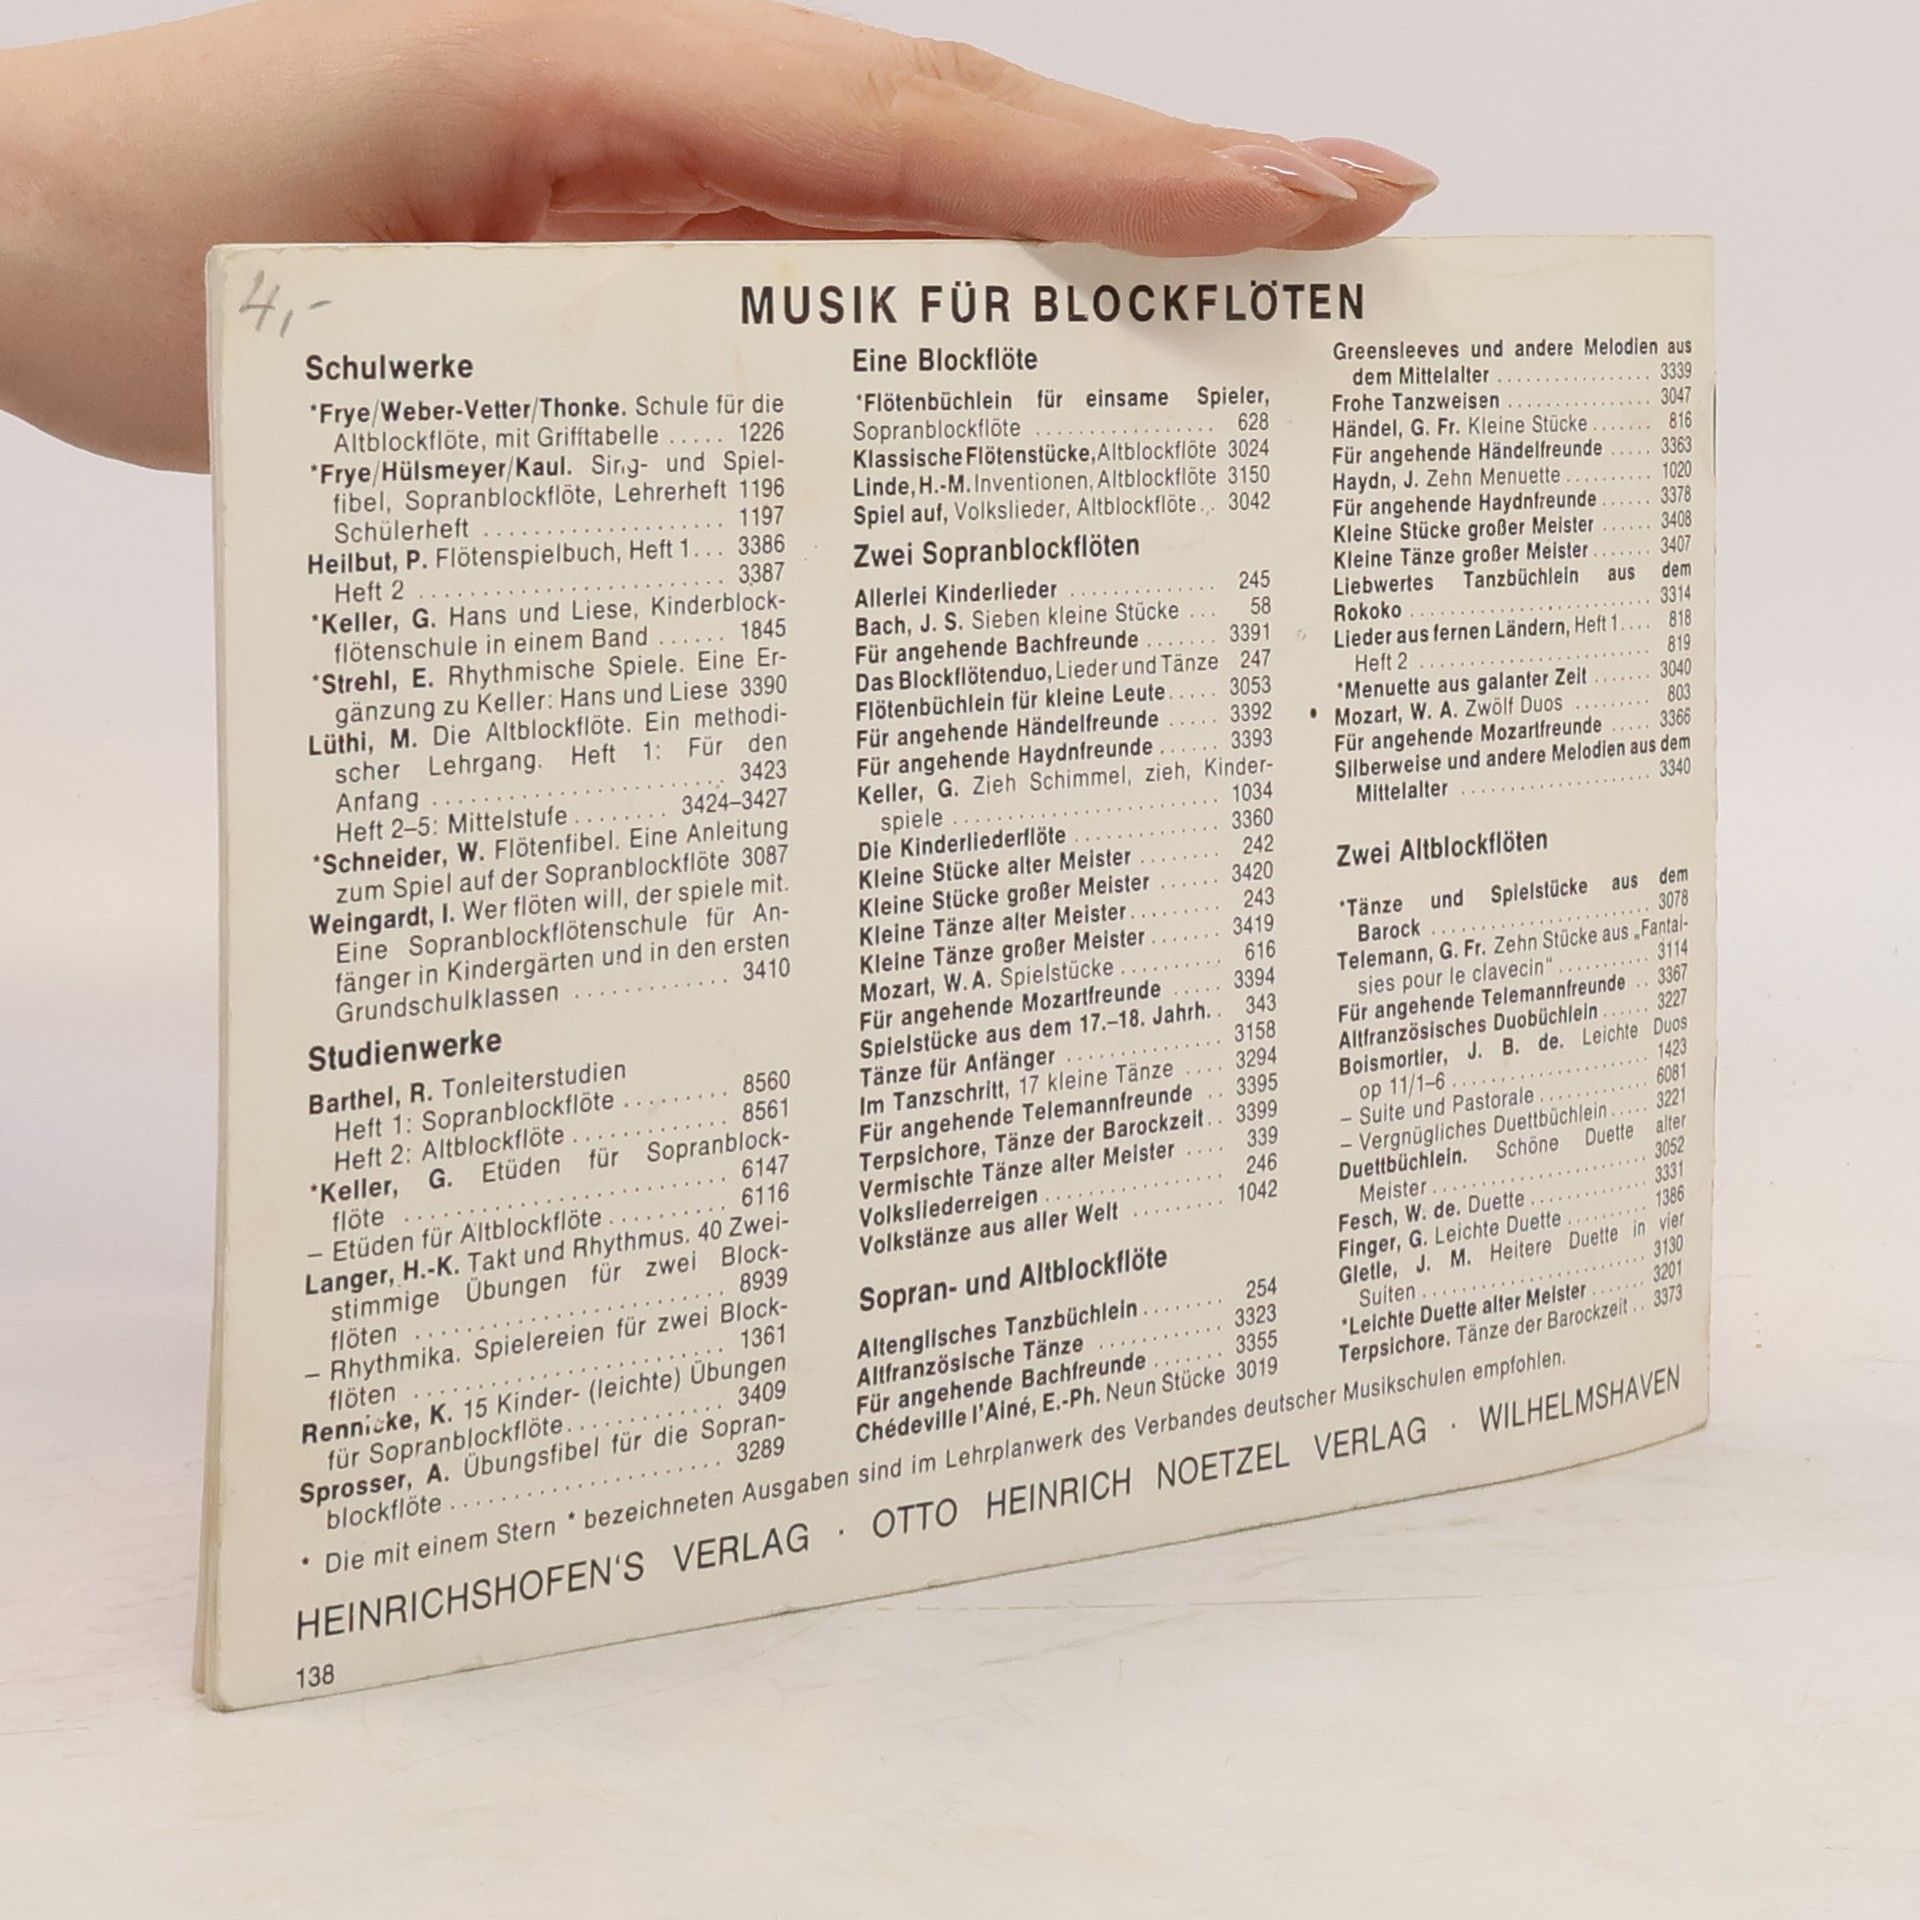 4,-
MUSIK FÜR BLOCKFLÖTEN
Schulwerke
*Frye/Weber-Vetter/Thonke. Schule für die
Altblockflöte, mit Grifftabelle ..... 1226
*Frye/Hülsmeyer/Kaul. Sing- und Spiel-
fibel, Sopranblockflöte, Lehrerheft 1196
Schülerheft ..................... 1197
Heilbut, P. Flötenspielbuch, Heft 1... 3386
Heft 2 ........................... 3387
*Keller, G. Hans und Liese, Kinderblock-
flötenschule in einem Band ...... 1845
*Strehl, E. Rhythmische Spiele. Eine Er-
gänzung zu Keller: Hans und Liese 3390
Lüthi, M. Die Altblockflöte. Ein methodi-
scher Lehrgang. Heft 1: Für den
Anfang .......................... 3423
Heft 2–5: Mittelstufe........ 3424–3427
*Schneider, W. Flötenfibel. Eine Anleitung
zum Spiel auf der Sopranblockflöte 3087
Weingardt, I. Wer flöten will, der spiele mit.
Eine Sopranblockflötenschule für An-
fänger in Kindergärten und in den ersten
Grundschulklassen ............. 3410
Studienwerke
Barthel, R. Tonleiterstudien
Heft 1: Sopranblockflöte ......... 8560
Heft 2: Altblockflöte............. 8561
*Keller, G. Etüden für Sopranblock-
flöte ............................ 6147
– Etüden für Altblockflöte.......... 6116
Langer, H.-K. Takt und Rhythmus. 40 Zwei-
stimmige Übungen für zwei Block-
flöten ........................... 8939
– Rhythmika. Spielereien für zwei Block-
flöten ........................... 1361
Rennicke, K. 15 Kinder- (leichte) Übungen
für Sopranblockflöte............. 3409
Sprosser, A. Übungsfibel für die Sopran-
blockflöte ........................ 3289
Eine Blockflöte
*Flötenbüchlein für einsame Spieler,
Sopranblockflöte ................. 628
Klassische Flötenstücke, Altblockflöte 3024
Linde, H.-M. Inventionen, Altblockflöte 3150
Spiel auf, Volkslieder, Altblockflöte.. 3042
Zwei Sopranblockflöten
Allerlei Kinderlieder .............. 245
Bach, J. S. Sieben kleine Stücke ... 58
Für angehende Bachfreunde ....... 3391
Das Blockflötenduo, Lieder und Tänze 247
Flötenbüchlein für kleine Leute..... 3053
Für angehende Händelfreunde ..... 3392
Für angehende Haydnfreunde ...... 3393
Keller, G. Zieh Schimmel, zieh, Kinder-
spiele ........................... 1034
Die Kinderliederflöte .............. 3360
Kleine Stücke alter Meister ........ 242
Kleine Stücke großer Meister ...... 3420
Kleine Tänze alter Meister......... 243
Kleine Tänze großer Meister ....... 3419
Mozart, W. A. Spielstücke .......... 616
Für angehende Mozartfreunde ..... 3394
Spielstücke aus dem 17.–18. Jahrh.. 343
Tänze für Anfänger ............... 3158
Im Tanzschritt, 17 kleine Tänze .... 3294
Für angehende Telemannfreunde .. 3395
Terpsichore, Tänze der Barockzeit.. 3399
Vermischte Tänze alter Meister .... 339
Volksliederreigen ................. 246
Volkstänze aus aller Welt ......... 1042
Sopran- und Altblockflöte
Altenglisches Tanzbüchlein ........ 254
Altfranzösische Tänze ............ 3323
Für angehende Bachfreunde ....... 3355
Chédeville l'Ainé, E.-Ph. Neun Stücke 3019
Greensleeves und andere Melodien aus
dem Mittelalter ................. 3339
Frohe Tanzweisen ................ 3047
Händel, G. Fr. Kleine Stücke ....... 816
Für angehende Händelfreunde ..... 3363
Haydn, J. Zehn Menuette .......... 1020
Für angehende Haydnfreunde ...... 3378
Kleine Stücke großer Meister ...... 3408
Kleine Tänze großer Meister ....... 3407
Liebwertes Tanzbüchlein aus dem
Rokoko .......................... 3314
Lieder aus fernen Ländern, Heft 1.... 818
Heft 2 .......................... 819
*Menuette aus galanter Zeit ....... 3040
Mozart, W. A. Zwölf Duos ......... 803
Für angehende Mozartfreunde ..... 3366
Silberweise und andere Melodien aus dem
Mittelalter ...................... 3340
Zwei Altblockflöten
*Tänze und Spielstücke aus dem
Barock .......................... 3078
Telemann, G. Fr. Zehn Stücke aus „Fantai-
sies pour le clavecin“ .......... 3114
Für angehende Telemannfreunde .. 3367
Altfranzösisches Duobüchlein ...... 3227
Boismortier, J. B. de. Leichte Duos
op 11/1–6 ....................... 1423
– Suite und Pastorale ............. 6081
– Vergnügliches Duettbüchlein..... 3221
Duettbüchlein. Schöne Duette alter
Meister .......................... 3052
Fesch, W. de. Duette .............. 3331
Finger, G. Leichte Duette .......... 1386
Gletle, J. M. Heitere Duette in vier
Suiten ........................... 3130
*Leichte Duette alter Meister ...... 3201
Terpsichore. Tänze der Barockzeit .. 3373
* Die mit einem Stern * bezeichneten Ausgaben sind im Lehrplanwerk des Verbandes deutscher Musikschulen empfohlen.
HEINRICHSHOFEN'S VERLAG · OTTO HEINRICH NOETZEL VERLAG · WILHELMSHAVEN
138